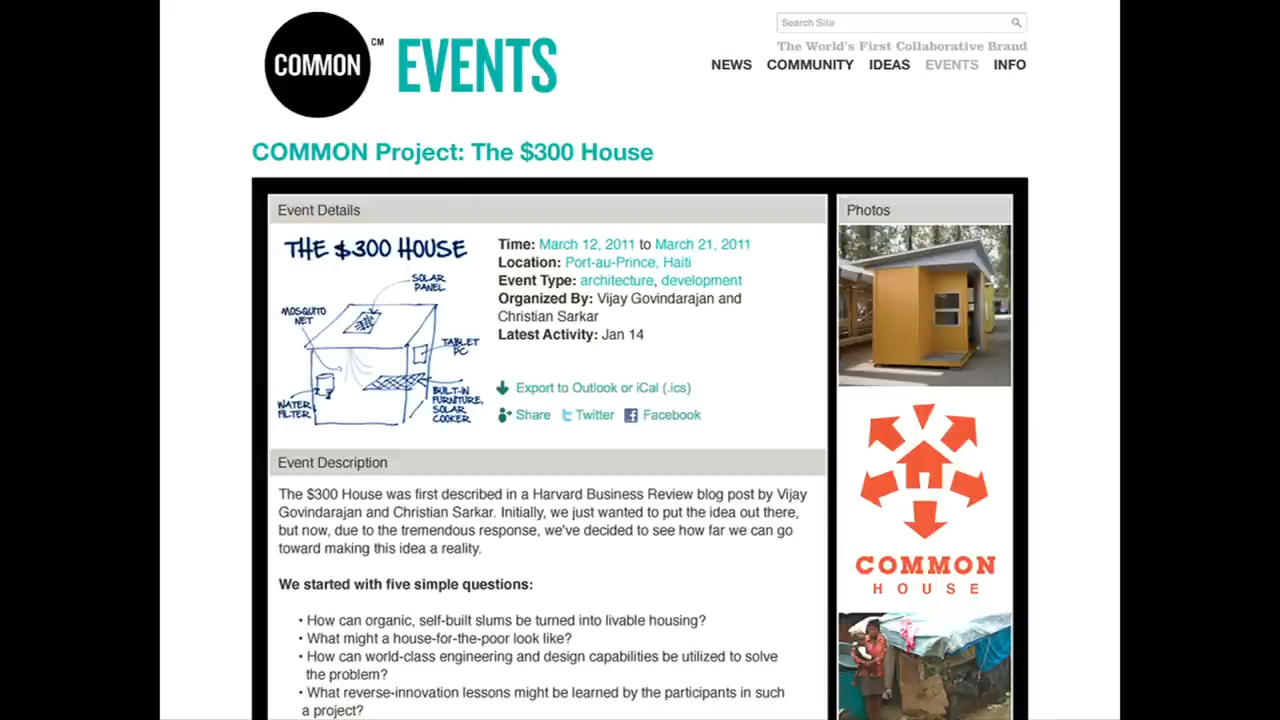 COMMON
CM
EVENTS
Search Site
The World's First Collaborative Brand
NEWS COMMUNITY IDEAS EVENTS INFO
COMMON Project: The $300 House
Event Details
THE $300 HOUSE
SOLAR
PANEL
MOSQUITO
NET
TABLET
PC
WATER
FILTER
BUILT-IN
FURNITURE,
SOLAR
COOKER
Time: March 12, 2011 to March 21, 2011
Location: Port-au-Prince, Haiti
Event Type: architecture, development
Organized By: Vijay Govindarajan and
Christian Sarkar
Latest Activity: Jan 14
Export to Outlook or iCal (.ics)
Share Twitter Facebook
Event Description
The $300 House was first described in a Harvard Business Review blog post by Vijay
Govindarajan and Christian Sarkar. Initially, we just wanted to put the idea out there,
but now, due to the tremendous response, we've decided to see how far we can go
toward making this idea a reality.
We started with five simple questions:
• How can organic, self-built slums be turned into livable housing?
• What might a house-for-the-poor look like?
• How can world-class engineering and design capabilities be utilized to solve
the problem?
• What reverse-innovation lessons might be learned by the participants in such
a project?
Photos
COMMON
HOUSE